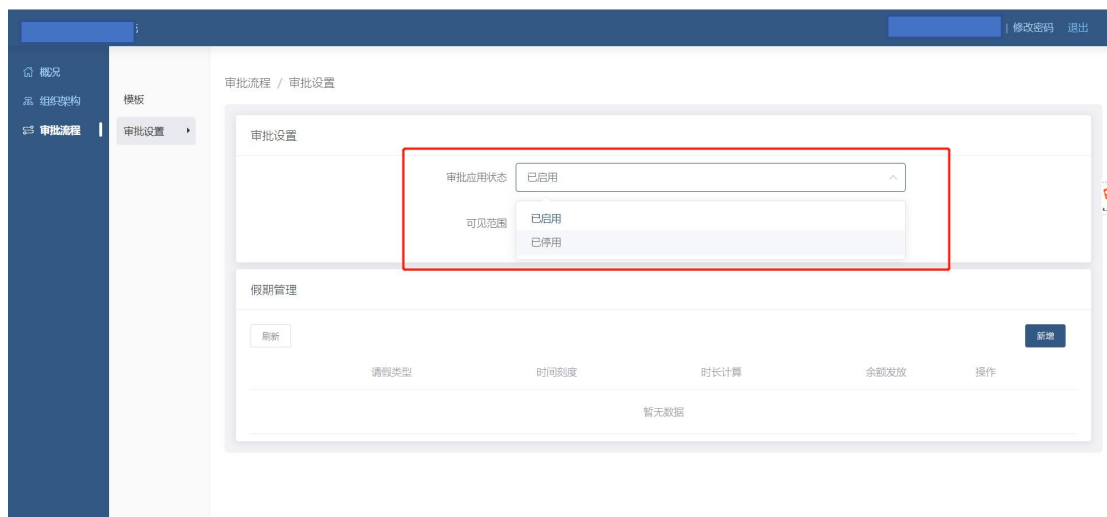 | 修改密码 退出
概况
组织架构
审批流程
模板
审批设置
审批流程 / 审批设置
审批设置
审批应用状态 已启用
可见范围
已启用
已停用
假期管理
刷新
新增
请假类型 时间刻度 时长计算 余额发放 操作
暂无数据